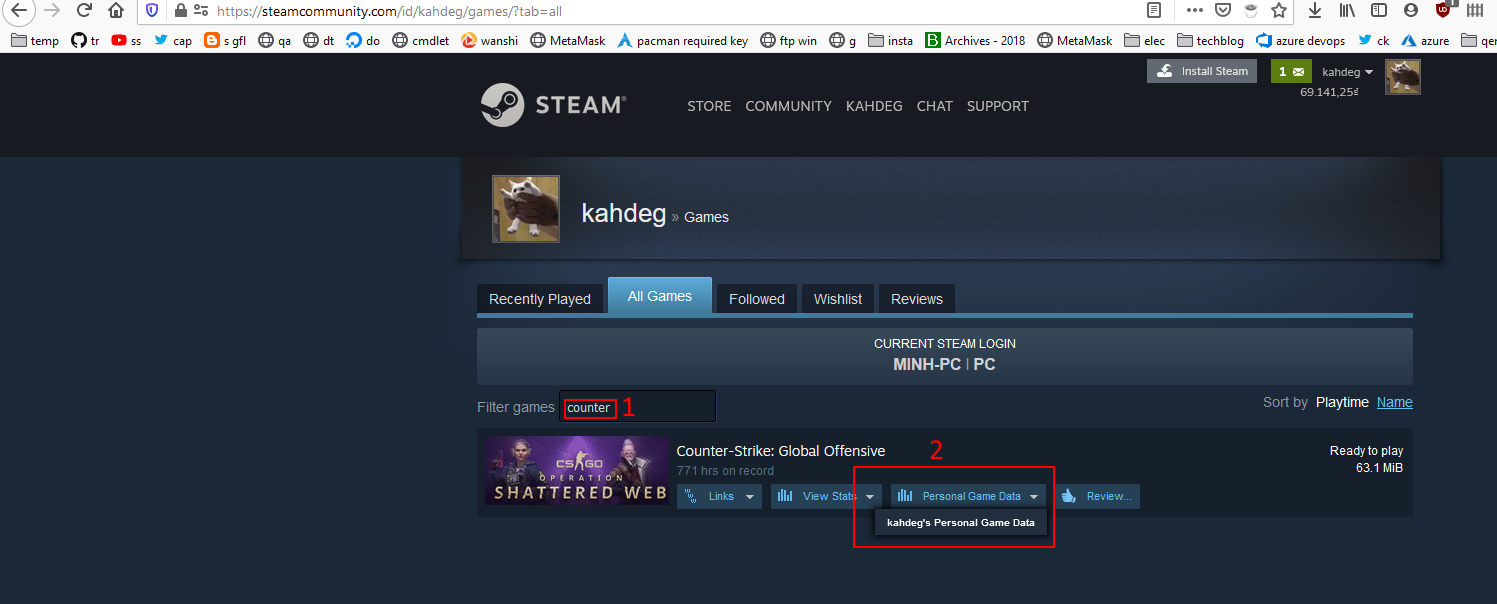 https://steamcommunity.com/id/kahdeg/games/?tab=all
temp tr ss cap s gfl qa dt do cmdlet wanshi MetaMask pacman required key ftp win g insta Archives - 2018 MetaMask elec techblog azure devops ck azure qer
Install Steam 1 kahdeg
69.141,25₫
STEAM® STORE COMMUNITY KAHDEG CHAT SUPPORT
kahdeg » Games
Recently Played All Games Followed Wishlist Reviews
CURRENT STEAM LOGIN
MINH-PC | PC
Filter games counter 1 Sort by Playtime Name
CS GO
OPERATION
SHATTERED WEB
Counter-Strike: Global Offensive 2 Ready to play
771 hrs on record 63.1 MiB
Links View Stats Personal Game Data Review...
kahdeg's Personal Game Data